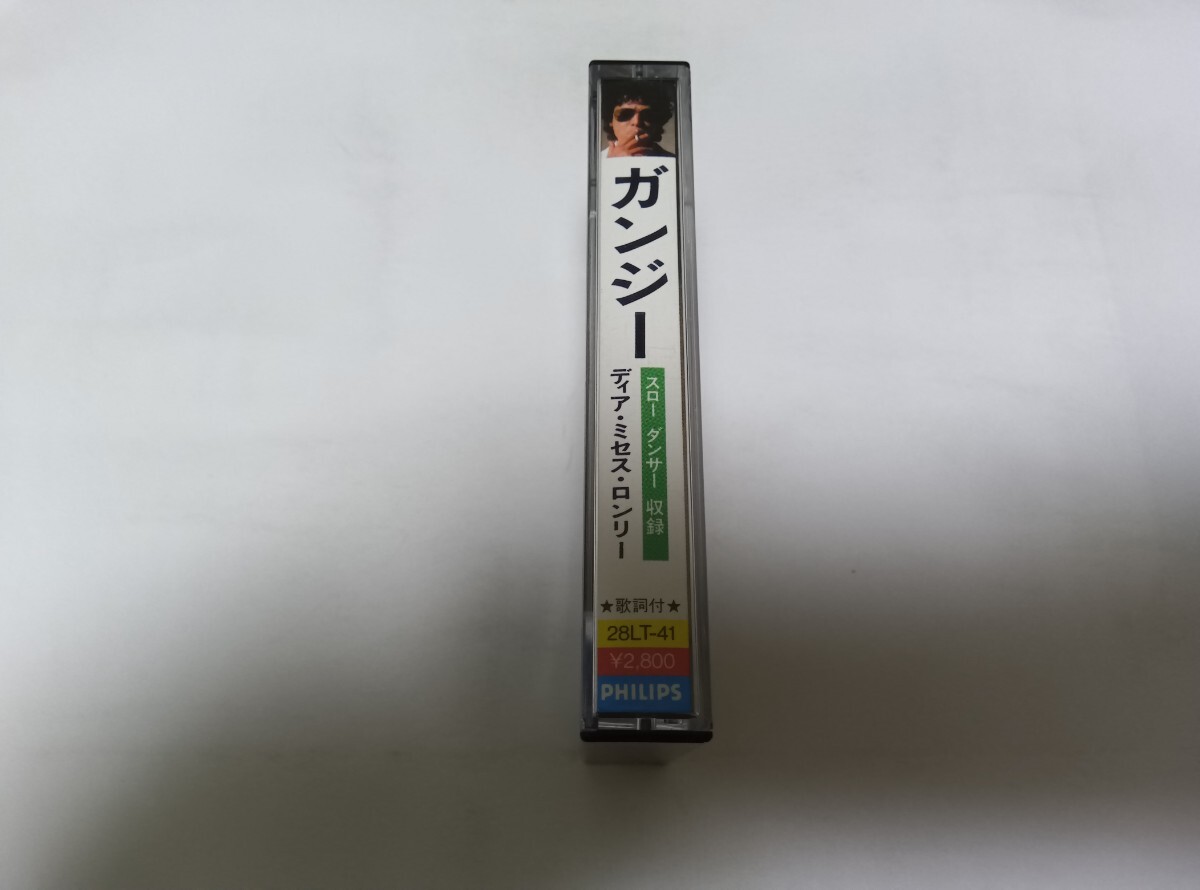 ガンジー
スロー ダンサー 収録
ディア・ミセス・ロンリー
★歌詞付★
28LT-41
¥2,800
PHILIPS